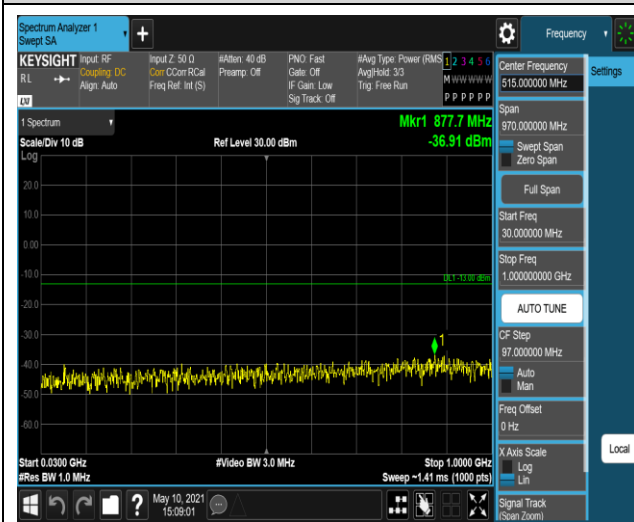 Spectrum Analyzer 1
Swept SA
+
Frequency
KEYSIGHT
RL
LXI
Input: RF
Coupling: DC
Align: Auto
Input Z: 50 Ω
Corr CCorr RCal
Freq Ref: Int (S)
#Atten: 40 dB
Preamp: Off
PNO: Fast
Gate: Off
IF Gain: Low
Sig Track: Off
#Avg Type: Power (RMS
Avg|Hold: 3/3
Trig: Free Run
1 2 3 4 5 6
M W W W W W
P P P P P P
1 Spectrum
Scale/Div 10 dB
Log
Ref Level 30.00 dBm
Mkr1 877.7 MHz
-36.91 dBm
20.0
10.0
0.00
-10.0
DL1 -13.00 dBm
-20.0
-30.0
1
-40.0
-50.0
-60.0
Start 0.0300 GHz
#Res BW 1.0 MHz
#Video BW 3.0 MHz
Stop 1.0000 GHz
Sweep ~1.41 ms (1000 pts)
?
May 10, 2021
15:09:01
Center Frequency
515.000000 MHz
Span
970.000000 MHz
Swept Span
Zero Span
Full Span
Start Freq
30.000000 MHz
Stop Freq
1.000000000 GHz
AUTO TUNE
CF Step
97.000000 MHz
Auto
Man
Freq Offset
0 Hz
X Axis Scale
Log
Lin
Signal Track
(Span Zoom)
Settings
Local